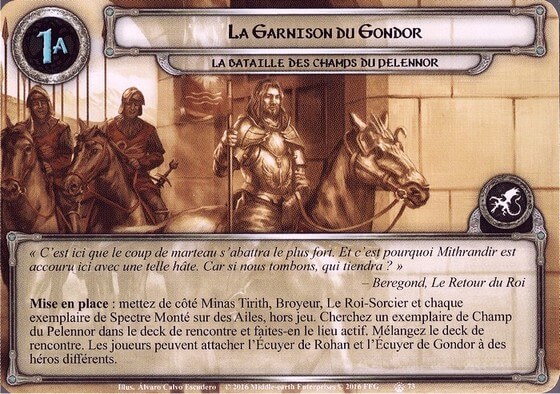 1A
LA GARNISON DU GONDOR
LA BATAILLE DES CHAMPS DU PELENNOR
« C'est ici que le coup de marteau s'abattra le plus fort. Et c'est pourquoi Mithrandir est
accouru ici avec une telle hâte. Car si nous tombons, qui tiendra ? »
– Beregond, Le Retour du Roi
Mise en place : mettez de côté Minas Tirith, Broyeur, Le Roi-Sorcier et chaque
exemplaire de Spectre Monté sur des Ailes, hors jeu. Cherchez un exemplaire de Champ
du Pelennor dans le deck de rencontre et faites-en le lieu actif. Mélangez le deck de
rencontre. Les joueurs peuvent attacher l'Écuyer de Rohan et l'Écuyer de Gondor à des
héros différents.
Illus. Álvaro Calvo Escudero © 2016 Middle-earth Enterprises © 2016 FFG 73